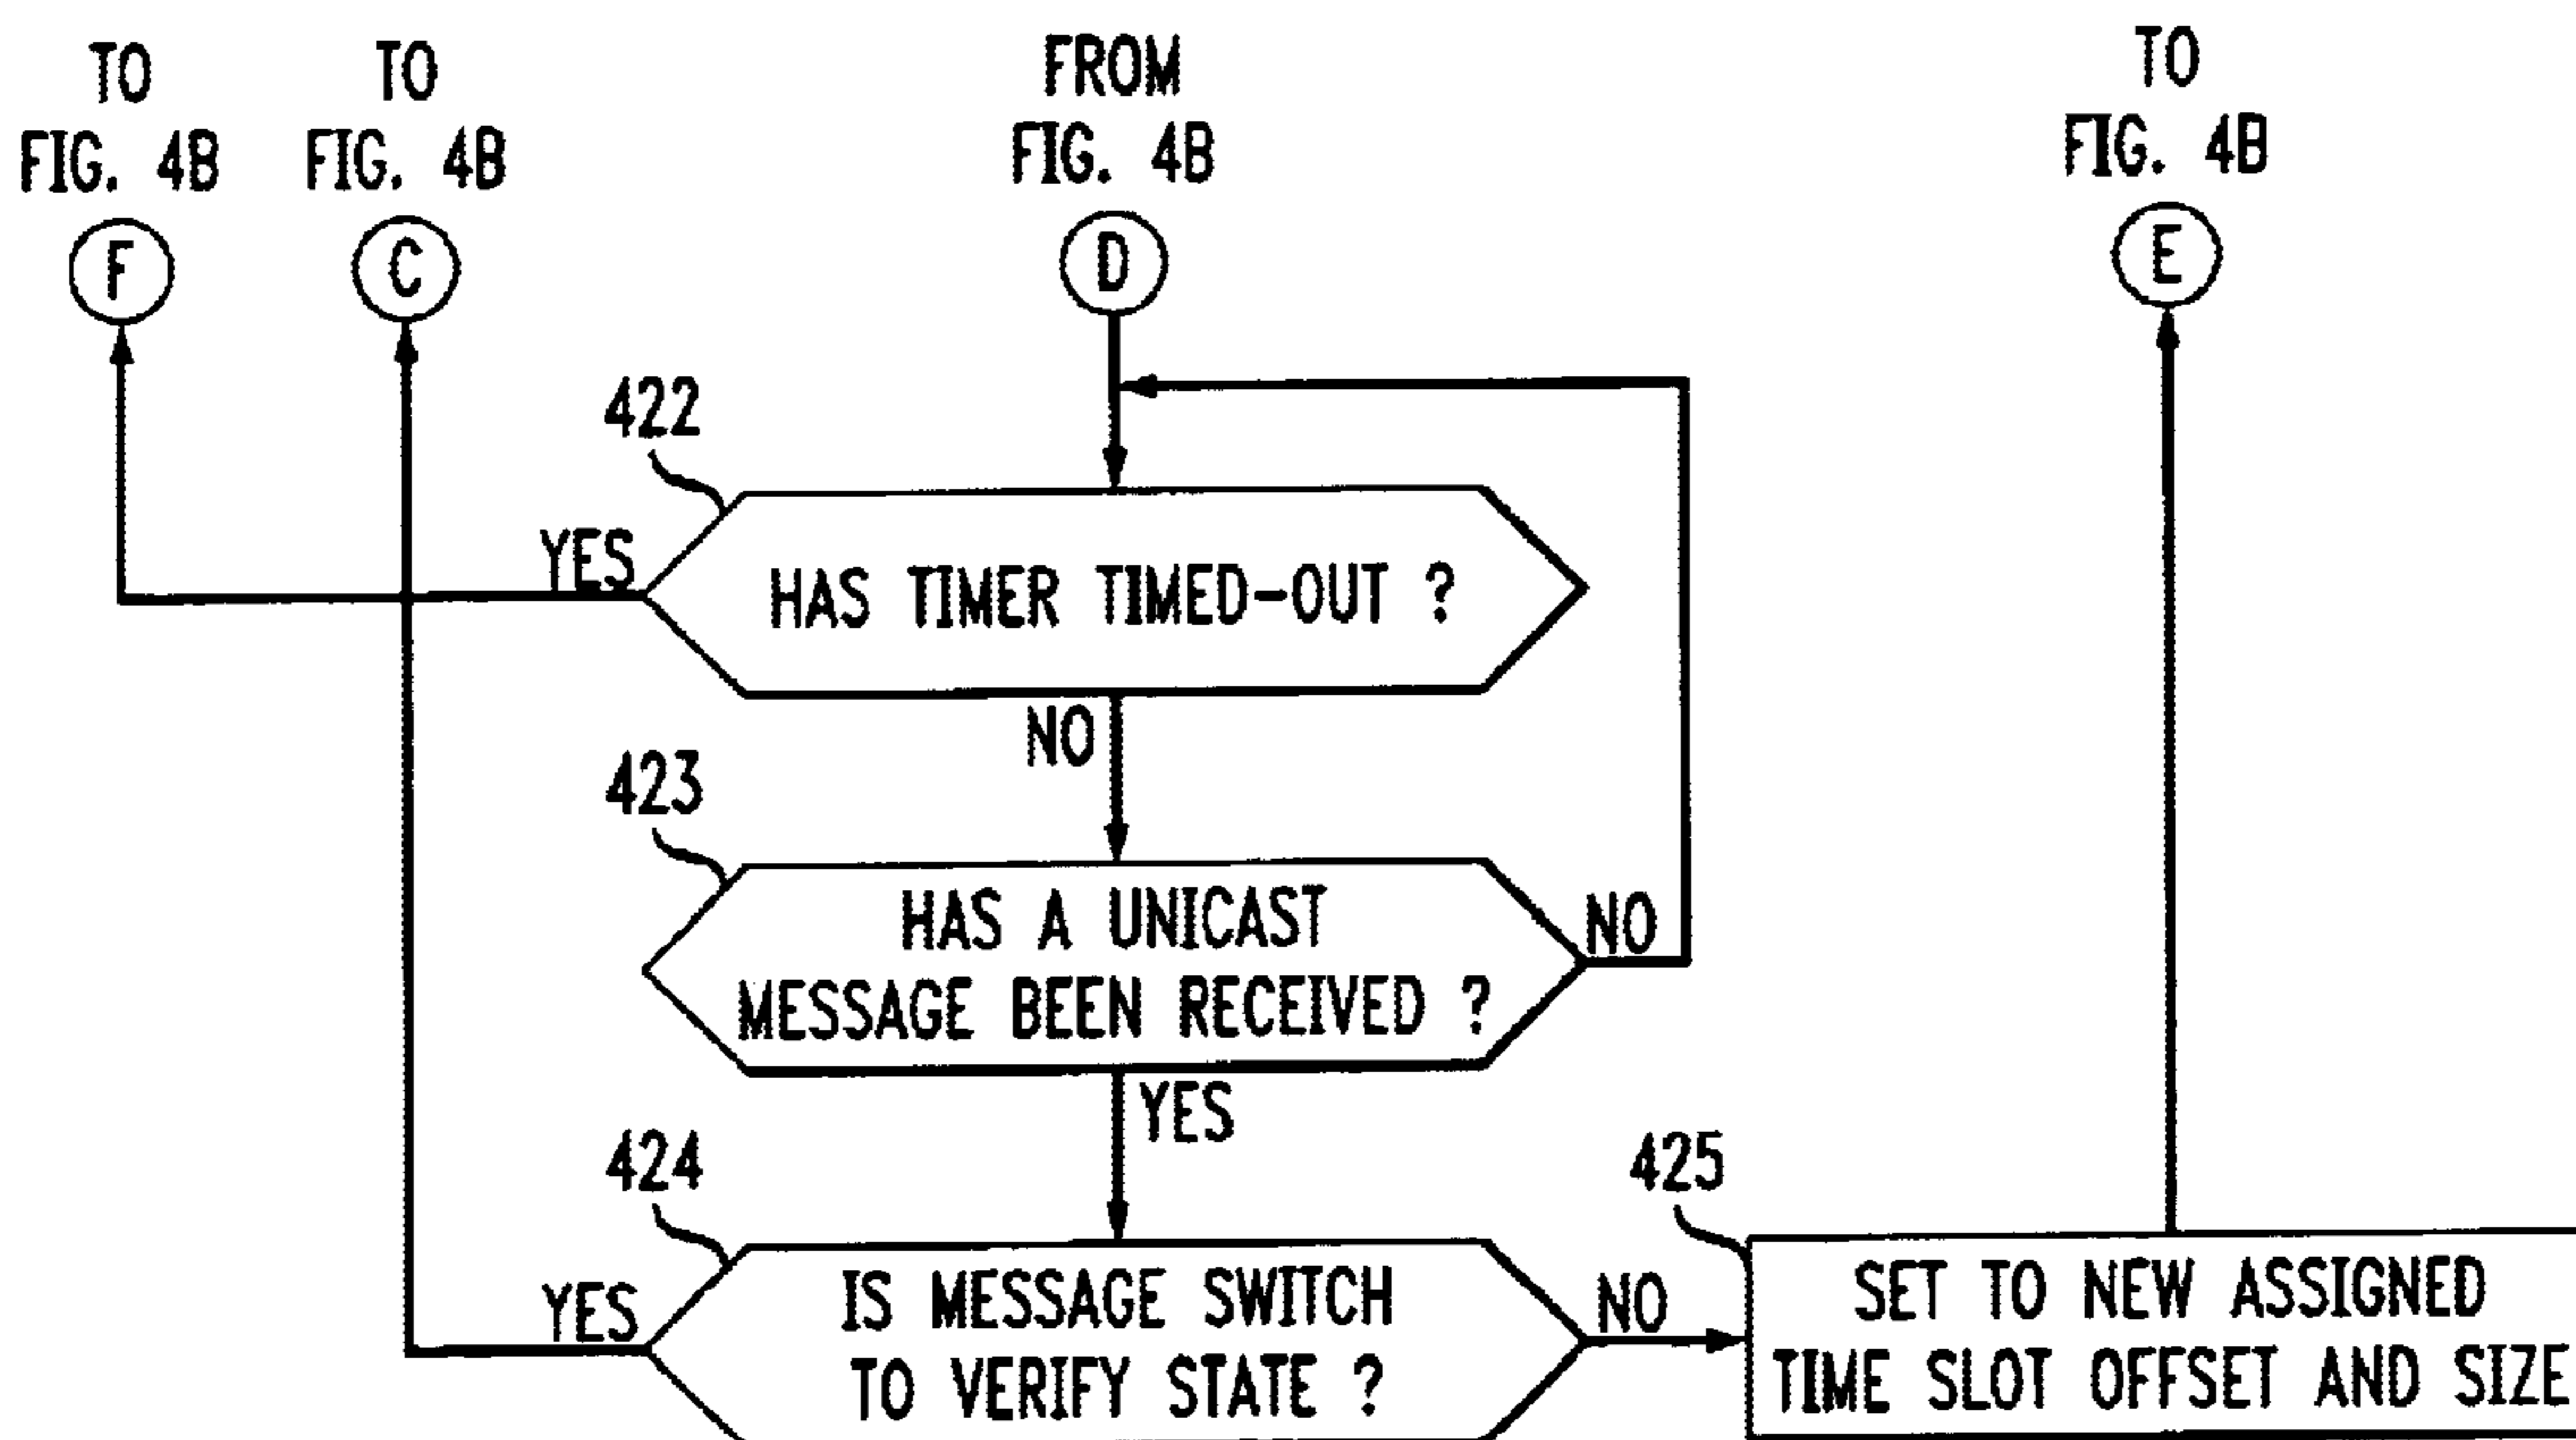 TO
FIG. 4B
F
TO
FIG. 4B
C
FROM
FIG. 4B
D
TO
FIG. 4B
E
422
YES
HAS TIMER TIMED-OUT ?
NO
423
HAS A UNICAST
MESSAGE BEEN RECEIVED ?
NO
YES
424
YES
IS MESSAGE SWITCH
TO VERIFY STATE ?
NO
425
SET TO NEW ASSIGNED
TIME SLOT OFFSET AND SIZE